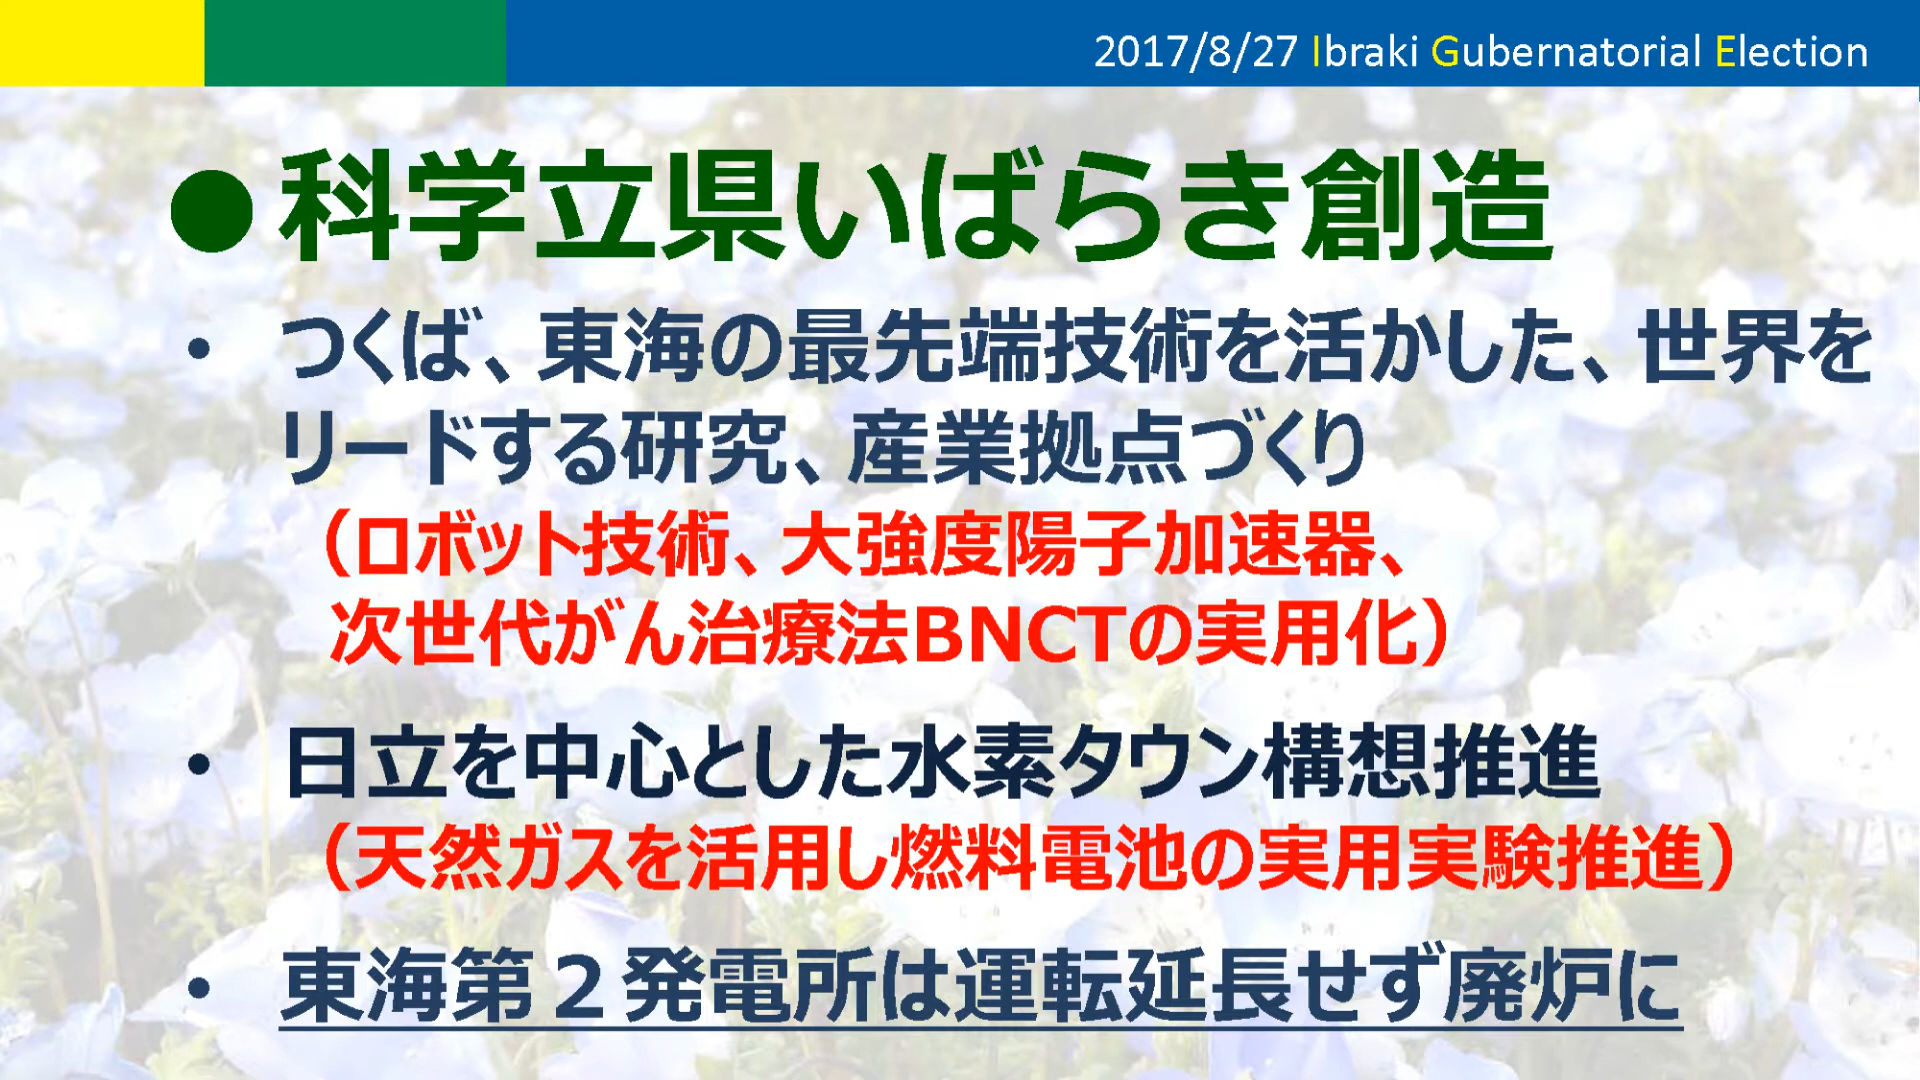 2017/8/27 Ibraki Gubernatorial Election
●科学立県いばらき創造
・ つくば、東海の最先端技術を活かした、世界を
リードする研究、産業拠点づくり
（ロボット技術、大強度陽子加速器、
次世代がん治療法BNCTの実用化）
・ 日立を中心とした水素タウン構想推進
（天然ガスを活用し燃料電池の実用実験推進）
・ 東海第２発電所は運転延長せず廃炉に